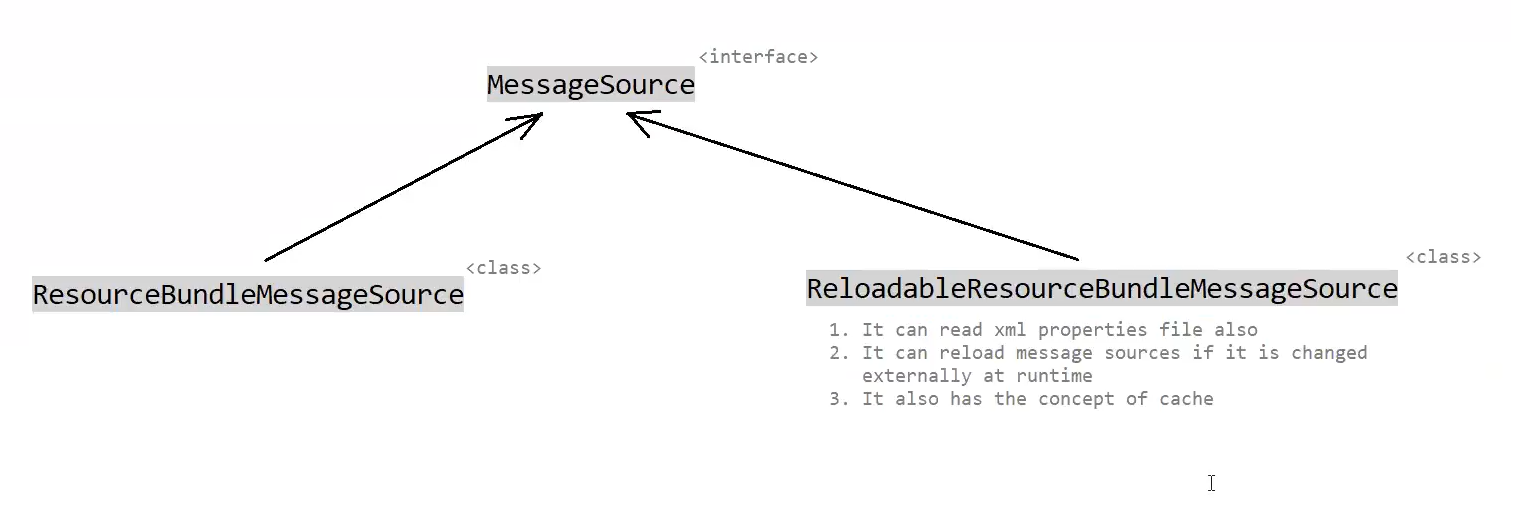 <interface>
MessageSource
<class>
ResourceBundleMessageSource
<class>
ReloadableResourceBundleMessageSource
1. It can read xml properties file also
2. It can reload message sources if it is changed
externally at runtime
3. It also has the concept of cache